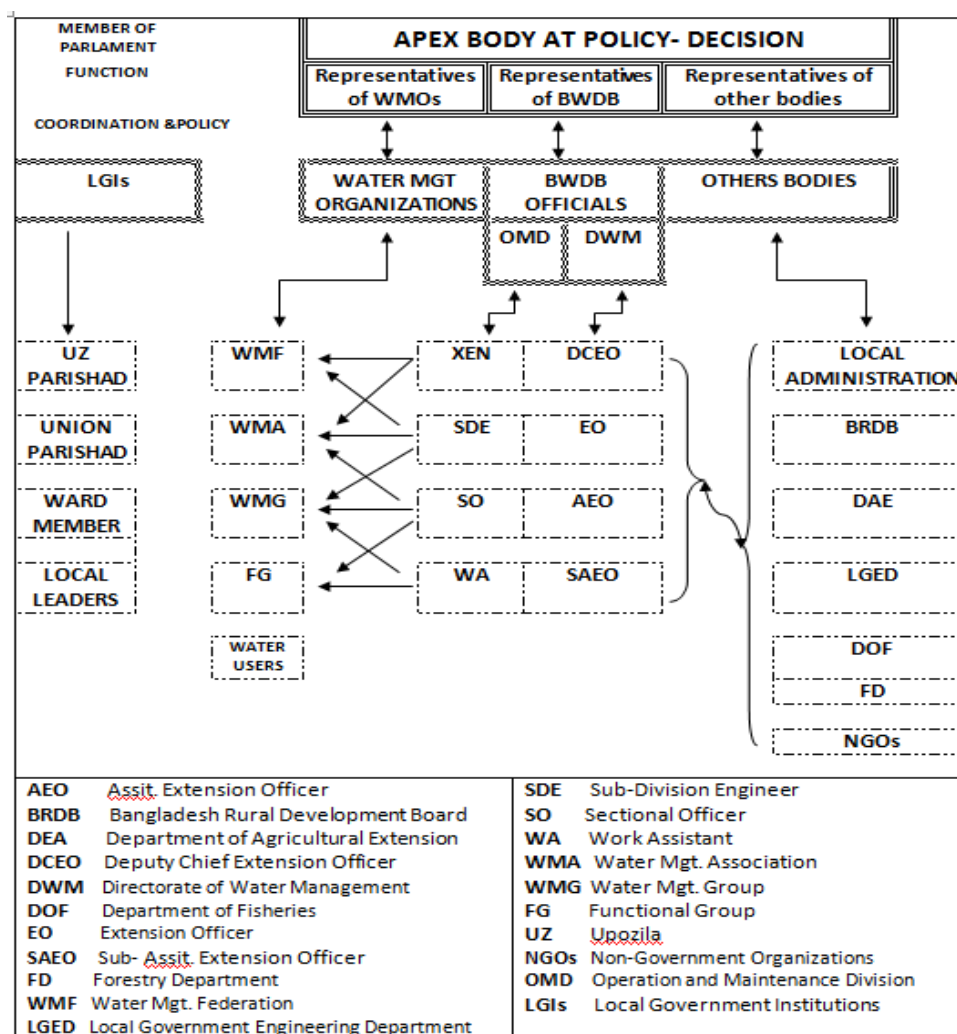 MEMBER OF
PARLAMENT
FUNCTION
COORDINATION &POLICY
APEX BODY AT POLICY- DECISION
Representatives
of WMOs
Representatives
of BWDB
Representatives of
other bodies
LGIs
WATER MGT
ORGANIZATIONS
BWDB
OFFICIALS
OTHERS BODIES
OMD
DWM
UZ
PARISHAD
WMF
XEN
DCEO
LOCAL
ADMINISTRATION
UNION
PARISHAD
WMA
SDE
EO
BRDB
WARD
MEMBER
WMG
SO
AEO
DAE
LOCAL
LEADERS
FG
WA
SAEO
LGED
WATER
USERS
DOF
FD
NGOs
AEO Assit. Extension Officer
BRDB Bangladesh Rural Development Board
DEA Department of Agricultural Extension
DCEO Deputy Chief Extension Officer
DWM Directorate of Water Management
DOF Department of Fisheries
EO Extension Officer
SAEO Sub- Assit. Extension Officer
FD Forestry Department
WMF Water Mgt. Federation
LGED Local Government Engineering Department
SDE Sub-Division Engineer
SO Sectional Officer
WA Work Assistant
WMA Water Mgt. Association
WMG Water Mgt. Group
FG Functional Group
UZ Upozila
NGOs Non-Government Organizations
OMD Operation and Maintenance Division
LGIs Local Government Institutions